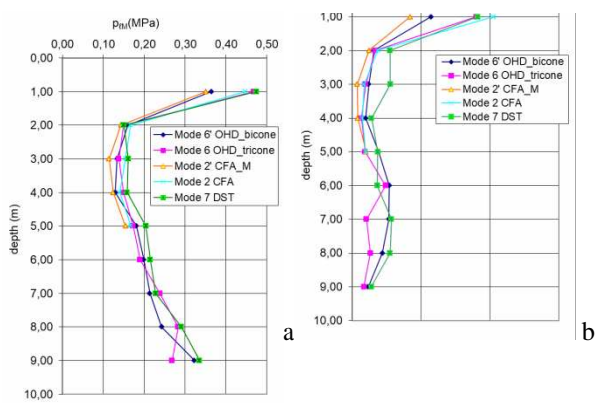 p_fM(MPa)
0,00 0,10 0,20 0,30 0,40 0,50
0,00
1,00
2,00
3,00
4,00
5,00
6,00
7,00
8,00
9,00
10,00
depth (m)
Mode 6' OHD_bicone
Mode 6 OHD_tricone
Mode 2' CFA_M
Mode 2 CFA
Mode 7 DST
a
1,00
2,00
3,00
4,00
5,00
6,00
7,00
8,00
9,00
10,00
depth (m)
Mode 6' OHD_bicone
Mode 6 OHD_tricone
Mode 2' CFA_M
Mode 2 CFA
Mode 7 DST
b